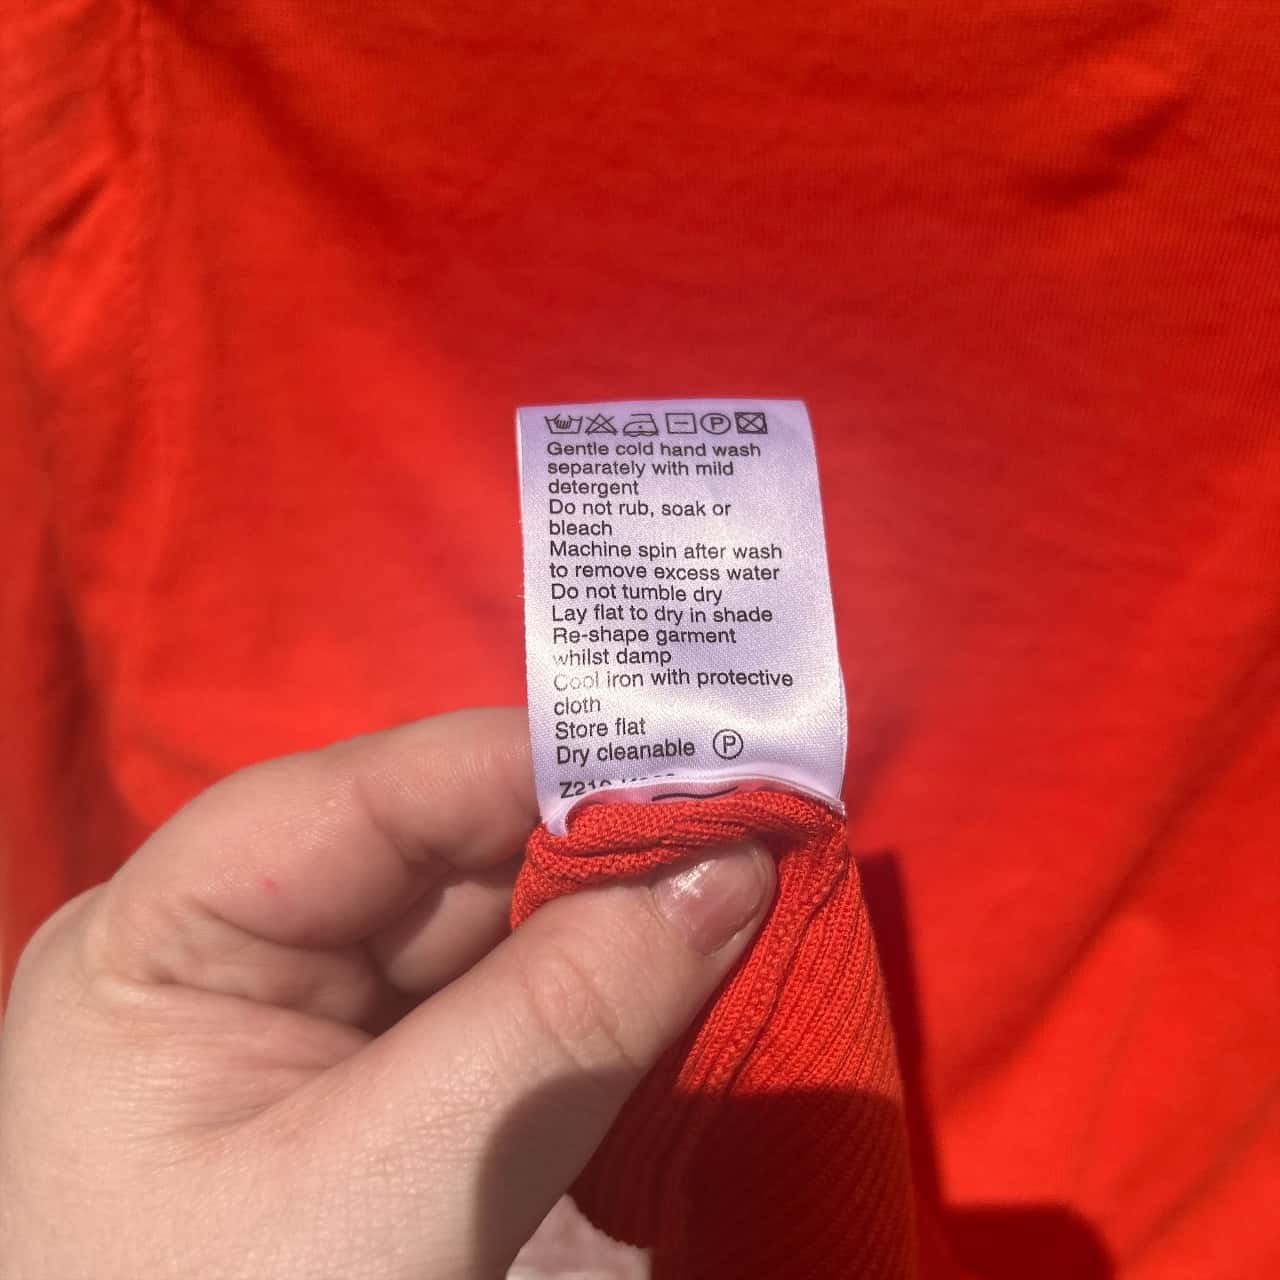 Gentle cold hand wash
separately with mild
detergent
Do not rub, soak or
bleach
Machine spin after wash
to remove excess water
Do not tumble dry
Lay flat to dry in shade
Re-shape garment
whilst damp
Cool iron with protective
cloth
Store flat
Dry cleanable P